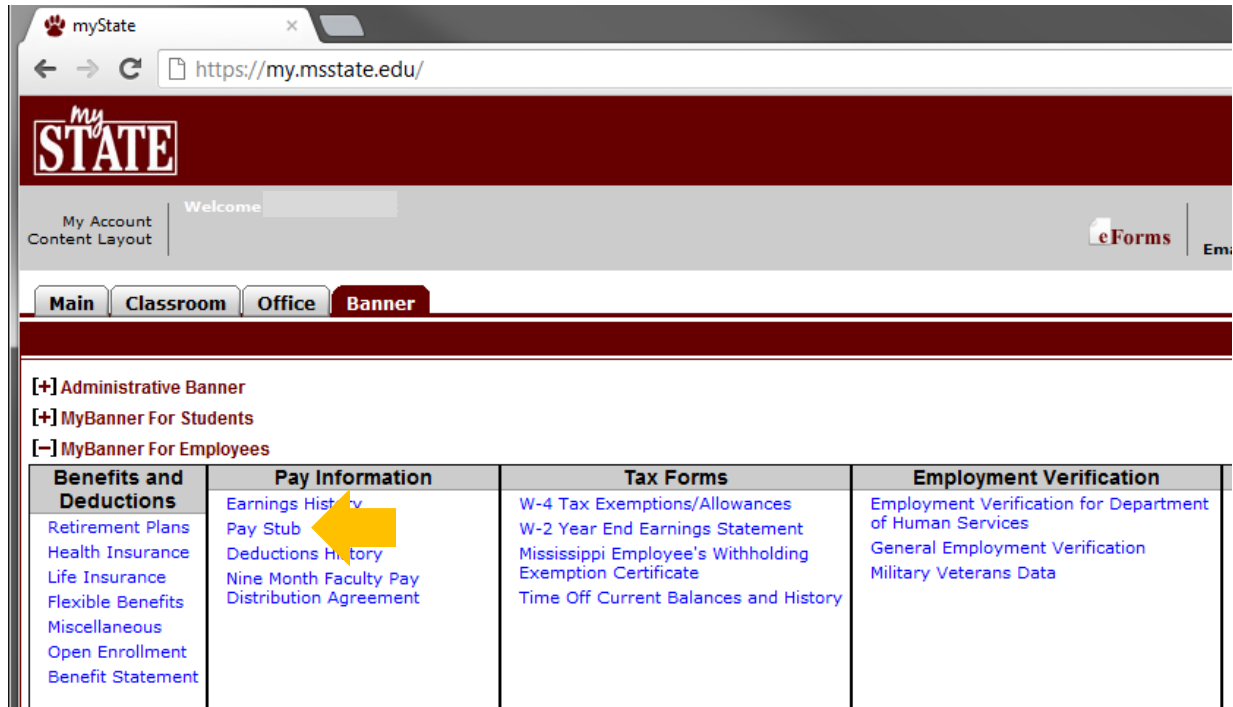 myState
https://my.msstate.edu/
my
STATE
My Account
Content Layout
Welcome
eForms
Main Classroom Office Banner
[+] Administrative Banner
[+] MyBanner For Students
[−] MyBanner For Employees
Benefits and
Deductions
Retirement Plans
Health Insurance
Life Insurance
Flexible Benefits
Miscellaneous
Open Enrollment
Benefit Statement
Pay Information
Earnings History
Pay Stub
Deductions History
Nine Month Faculty Pay
Distribution Agreement
Tax Forms
W-4 Tax Exemptions/Allowances
W-2 Year End Earnings Statement
Mississippi Employee's Withholding
Exemption Certificate
Time Off Current Balances and History
Employment Verification
Employment Verification for Department
of Human Services
General Employment Verification
Military Veterans Data